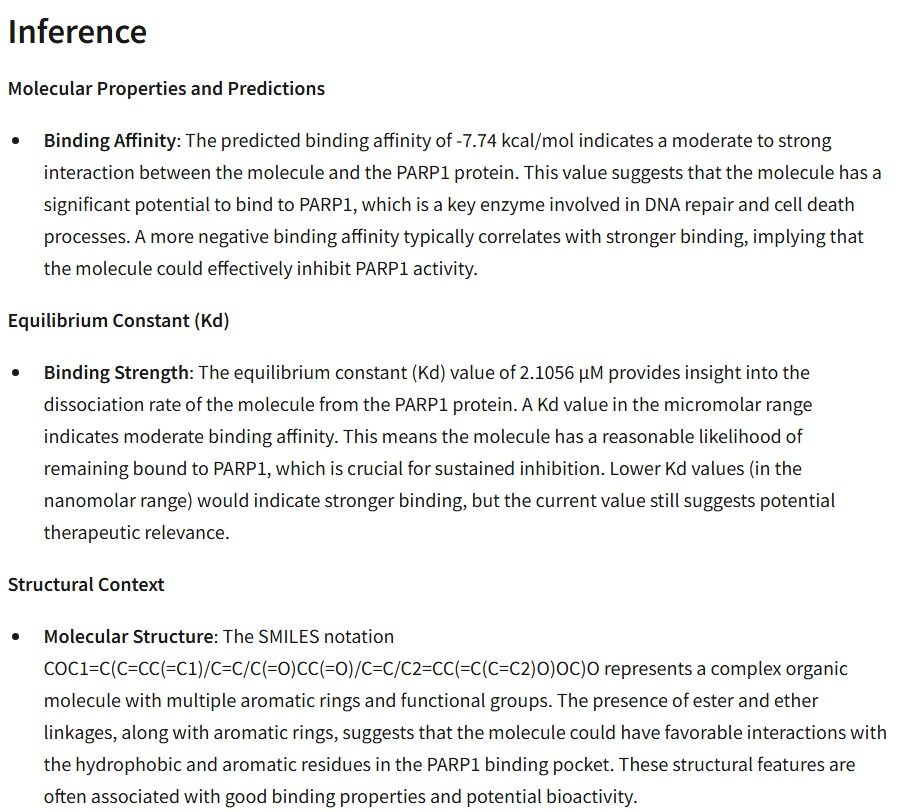 Inference
Molecular Properties and Predictions
• Binding Affinity: The predicted binding affinity of -7.74 kcal/mol indicates a moderate to strong
interaction between the molecule and the PARP1 protein. This value suggests that the molecule has a
significant potential to bind to PARP1, which is a key enzyme involved in DNA repair and cell death
processes. A more negative binding affinity typically correlates with stronger binding, implying that
the molecule could effectively inhibit PARP1 activity.
Equilibrium Constant (Kd)
• Binding Strength: The equilibrium constant (Kd) value of 2.1056 μM provides insight into the
dissociation rate of the molecule from the PARP1 protein. A Kd value in the micromolar range
indicates moderate binding affinity. This means the molecule has a reasonable likelihood of
remaining bound to PARP1, which is crucial for sustained inhibition. Lower Kd values (in the
nanomolar range) would indicate stronger binding, but the current value still suggests potential
therapeutic relevance.
Structural Context
• Molecular Structure: The SMILES notation
COC1=C(C=CC(=C1)/C=C/C(=O)CC(=O)/C=C/C2=CC(=C(C=C2)O)OC)O represents a complex organic
molecule with multiple aromatic rings and functional groups. The presence of ester and ether
linkages, along with aromatic rings, suggests that the molecule could have favorable interactions with
the hydrophobic and aromatic residues in the PARP1 binding pocket. These structural features are
often associated with good binding properties and potential bioactivity.